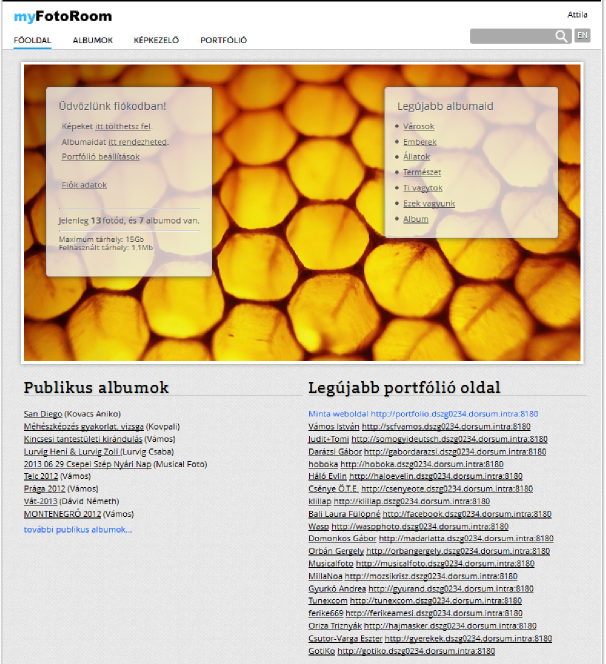 myFotoRoom
Attila
FŐOLDAL ALBUMOK KÉPKEZELŐ PORTFÓLIÓ
EN
Üdvözlünk fiókodban!
Képeket itt tölthetsz fel.
Albumaidat itt rendezheted.
Portfólió beállítások
Fiók adatok
Jelenleg 13 fotód, és 7 albumod van.
Maximum tárhely: 15Gb
Felhasznált tárhely: 1.1Mb
Legújabb albumaid
Városok
Emberek
Állatok
Természet
Ti vagytok
Ezek vagyunk
Album
Publikus albumok
San Diego (Kovacs Aniko)
Méhészképzés gyakorlat, vizsga (Kovpali)
Kincsesi tantestületi kirándulás (Vámos)
Lurvig Heni & Lurvig Zoli (Lurvig Csaba)
2013 06 29 Csepel Szép Nyári Nap (Musical Foto)
Telc 2012 (Vámos)
Prága 2012 (Vámos)
Vát-2013 (Dávid Németh)
MONTENEGRÓ 2012 (Vámos)
további publikus albumok...
Legújabb portfólió oldal
Minta weboldal http://portfolio.dszg0234.dorsum.intra:8180
Vámos István http://scfvamos.dszg0234.dorsum.intra:8180
Judit+Tomi http://somogyideutsch.dszg0234.dorsum.intra:8180
Darázsi Gábor http://gabordarazsi.dszg0234.dorsum.intra:8180
hoboka http://hoboka.dszg0234.dorsum.intra:8180
Háló Evlin http://haloevelin.dszg0234.dorsum.intra:8180
Csénye Ö.T.E. http://csenyeote.dszg0234.dorsum.intra:8180
klililap http://klililap.dszg0234.dorsum.intra:8180
Bali Laura Fülöpné http://facebook.dszg0234.dorsum.intra:8180
Wasp http://waspphoto.dszg0234.dorsum.intra:8180
Domonkos Gábor http://madarlatta.dszg0234.dorsum.intra:8180
Orbán Gergely http://orbangergely.dszg0234.dorsum.intra:8180
Musicalfoto http://musicalfoto.dszg0234.dorsum.intra:8180
MillaNoa http://mozsikrisz.dszg0234.dorsum.intra:8180
Gyurkó Andrea http://gyurand.dszg0234.dorsum.intra:8180
Tunexcom http://tunexcom.dszg0234.dorsum.intra:8180
ferike669 http://ferikeamesi.dszg0234.dorsum.intra:8180
Oriza Triznyák http://hajmasker.dszg0234.dorsum.intra:8180
Csutor-Varga Eszter http://gyerekek.dszg0234.dorsum.intra:8180
GotiKo http://gotiko.dszg0234.dorsum.intra:8180